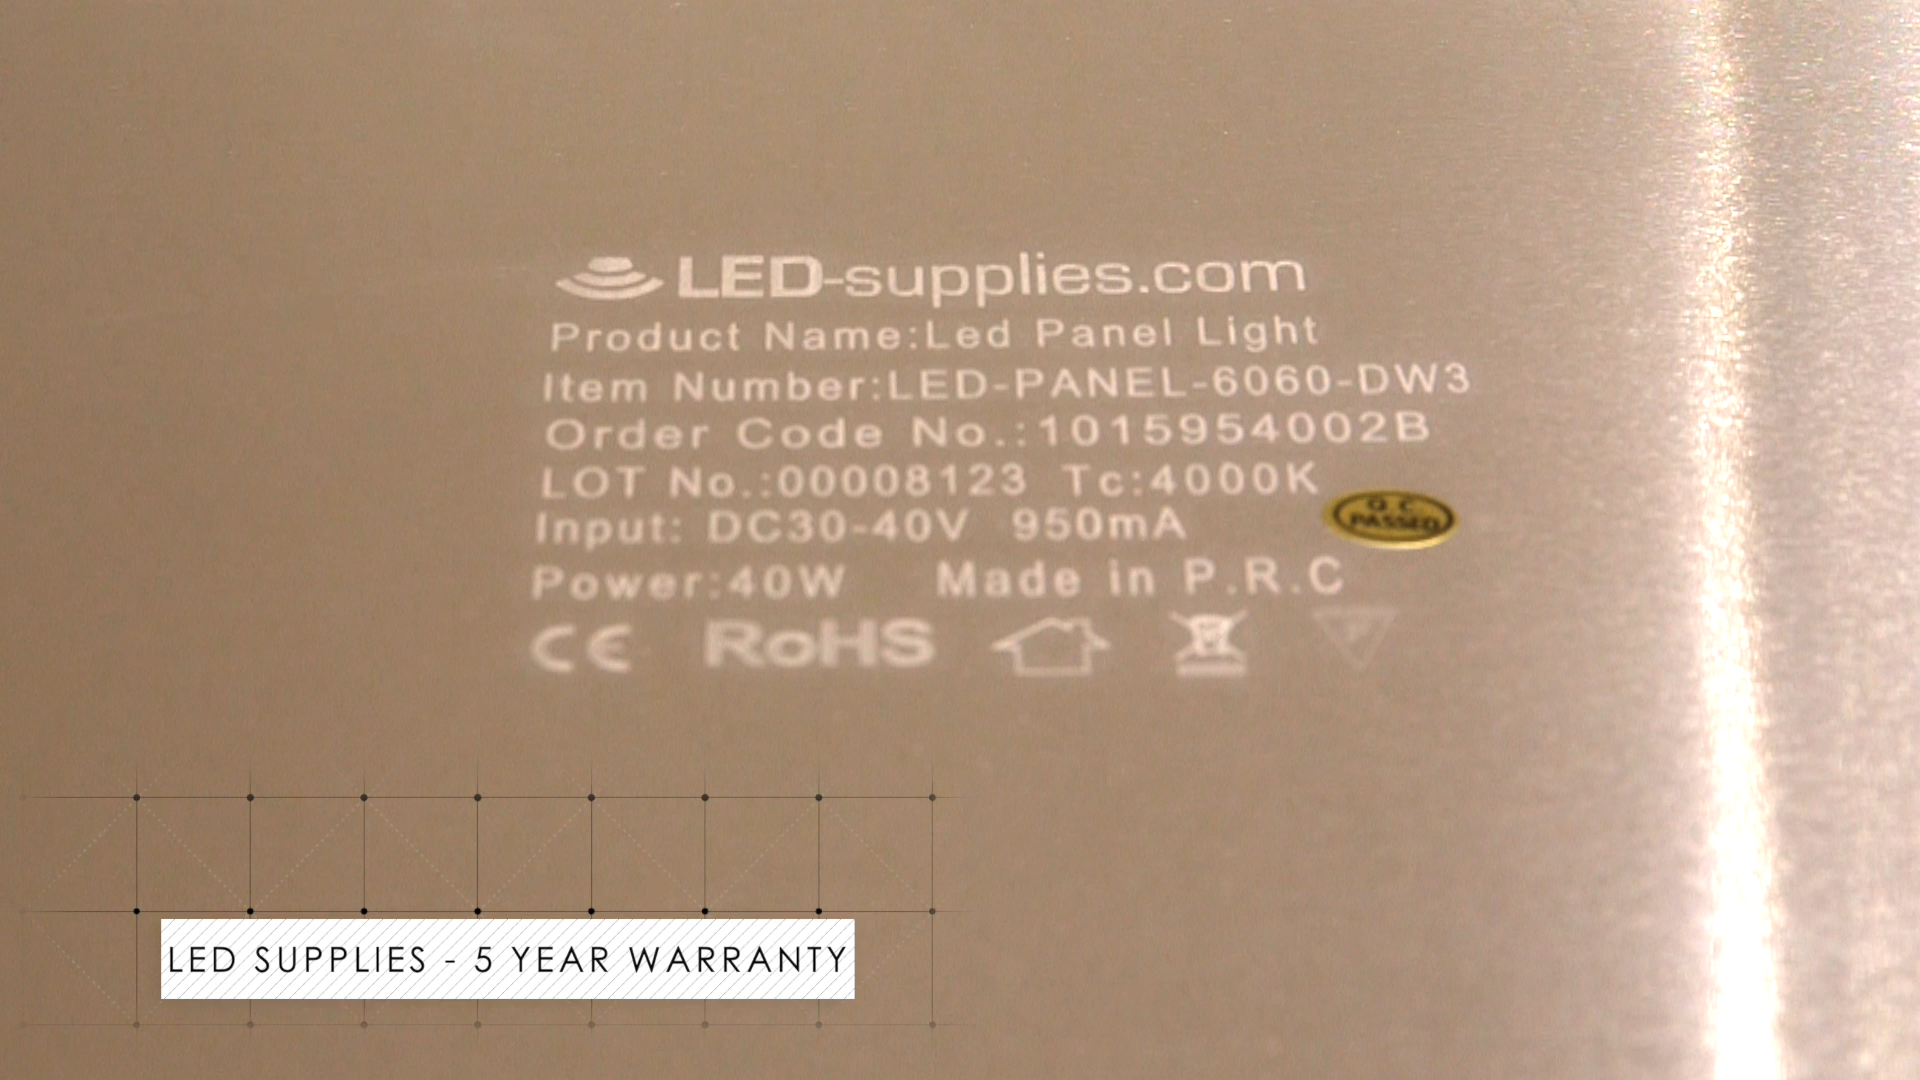 LED-supplies.com
Product Name:Led Panel Light
Item Number:LED-PANEL-6060-DW3
Order Code No.:1015954002B
LOT No.:00008123 Tc:4000K
Input: DC30-40V 950mA
Q C
PASSED
Power:40W Made in P.R.C
CE RoHS F
LED SUPPLIES - 5 YEAR WARRANTY